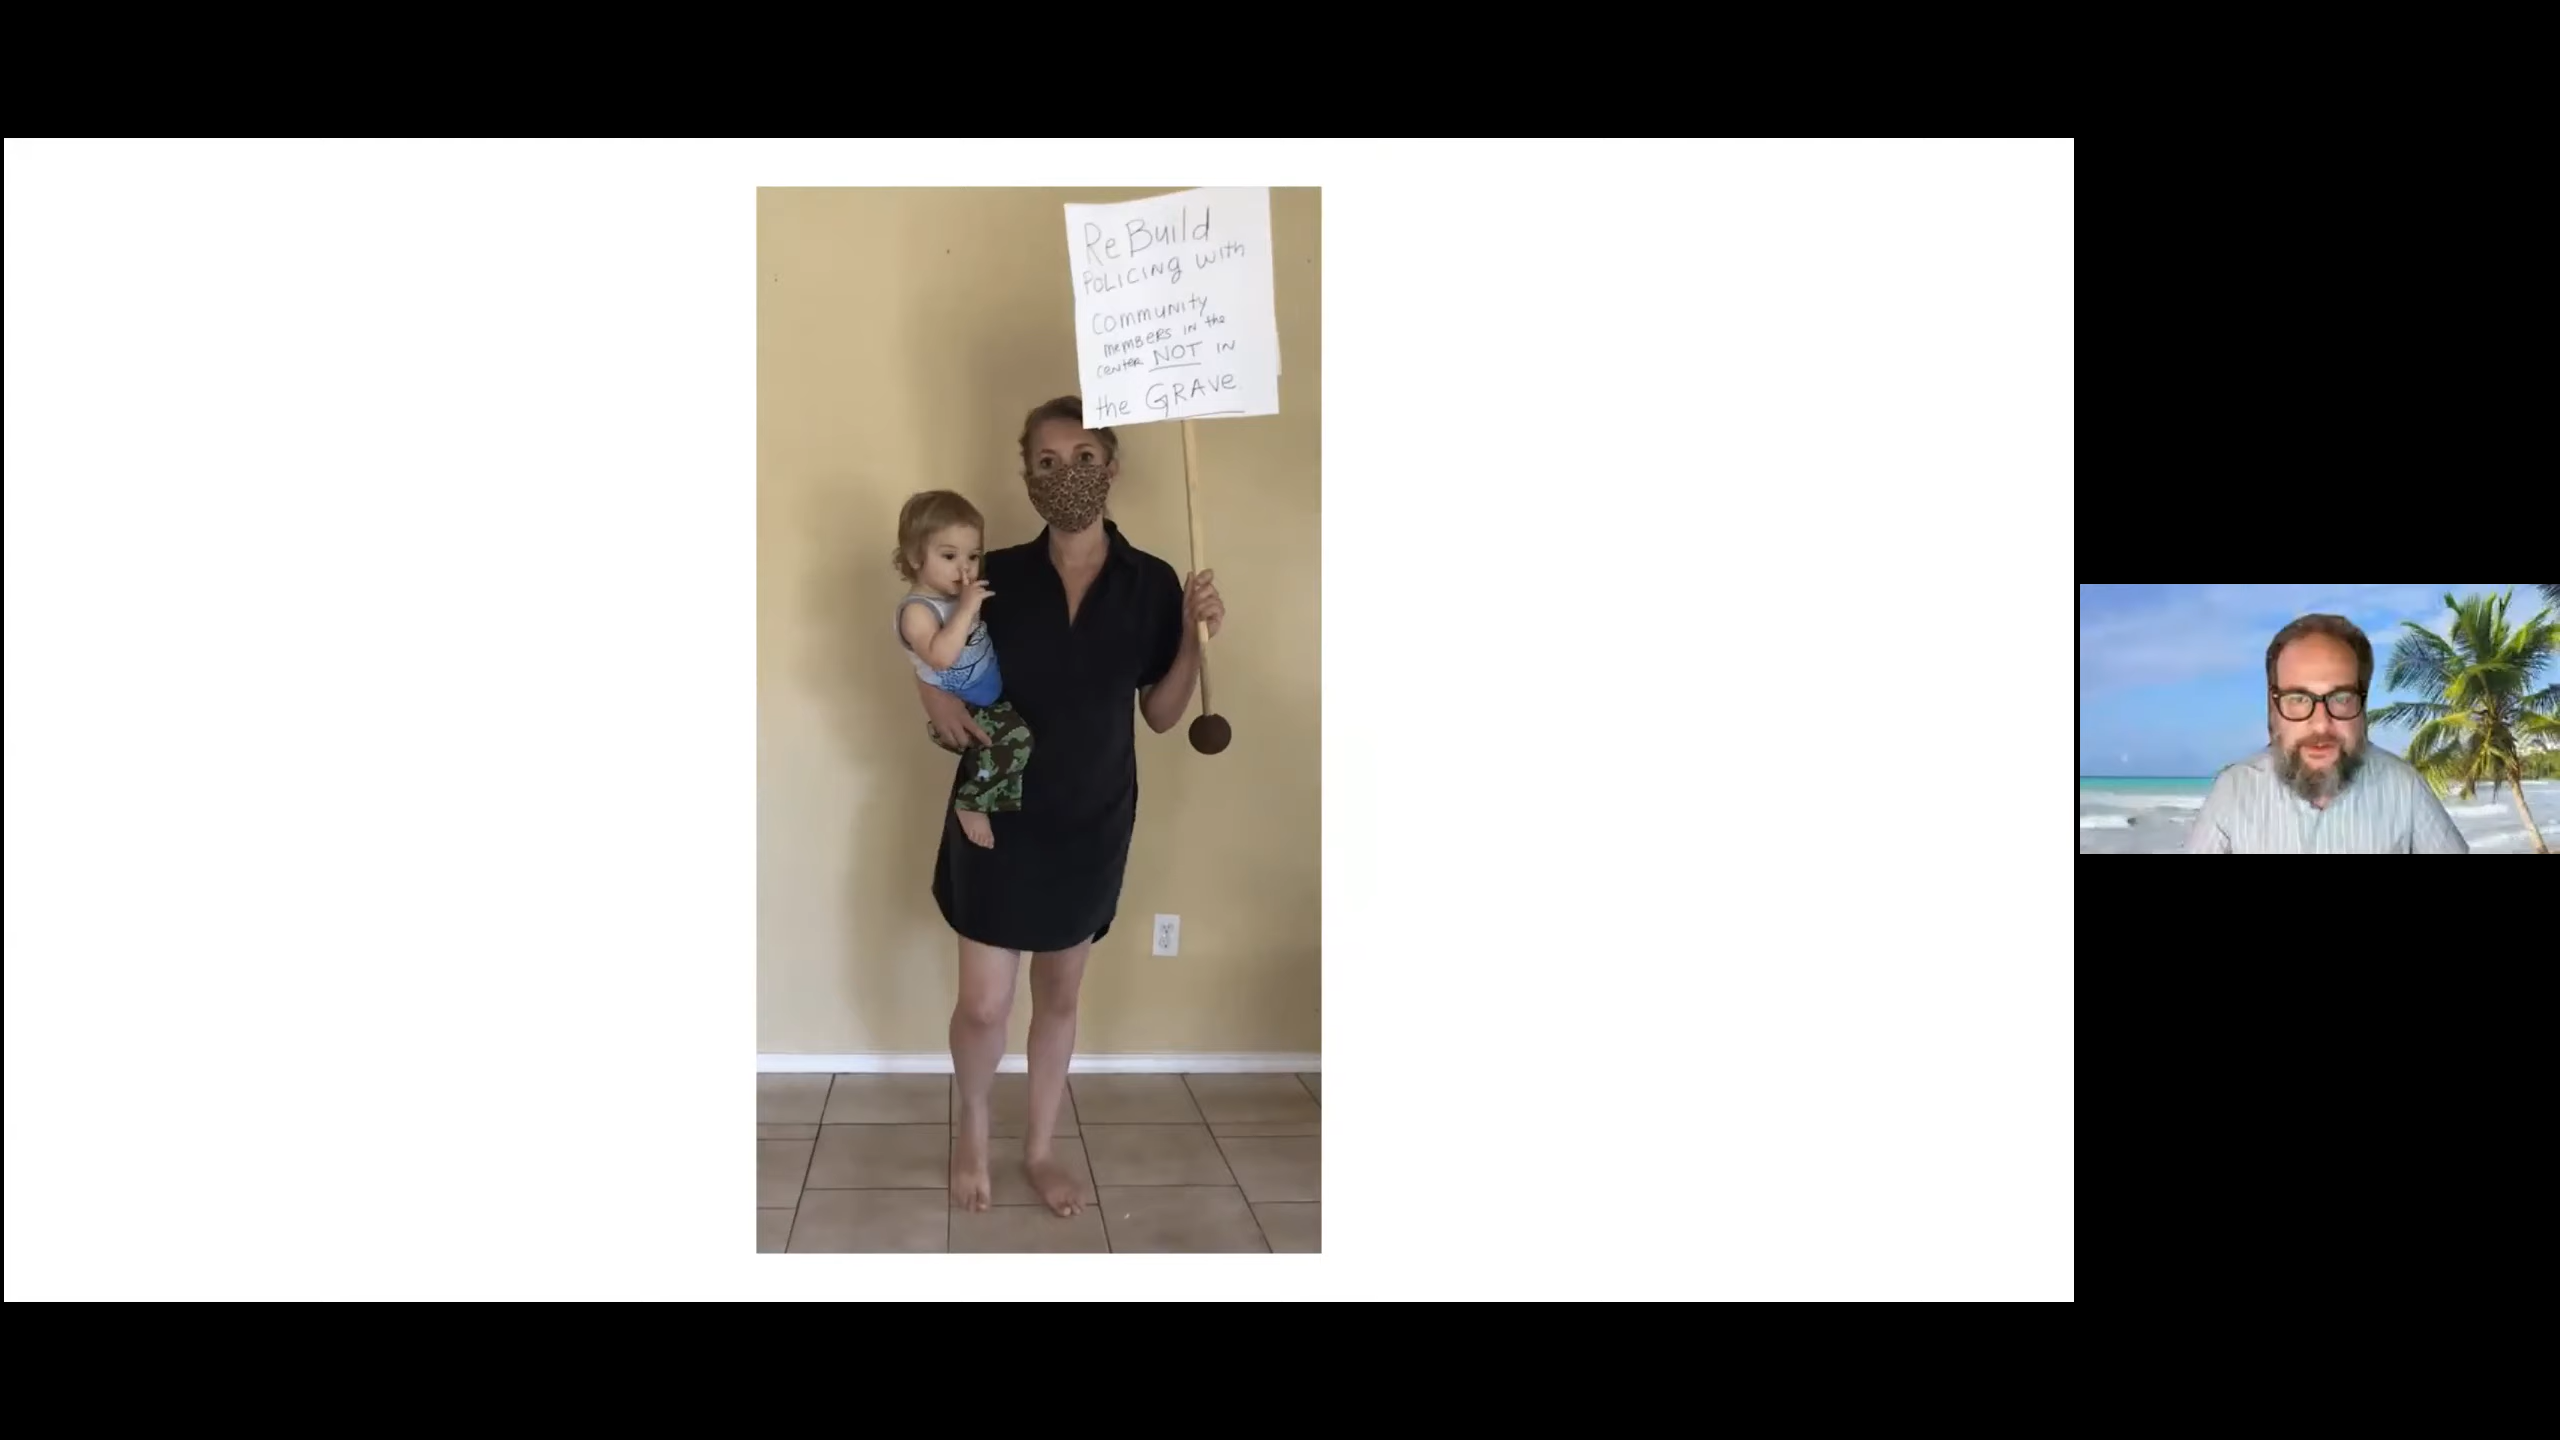 ReBuild
POLICING WITH
COMMUNITY
MEMBERS IN the
CENTER NOT IN
the GRAVE